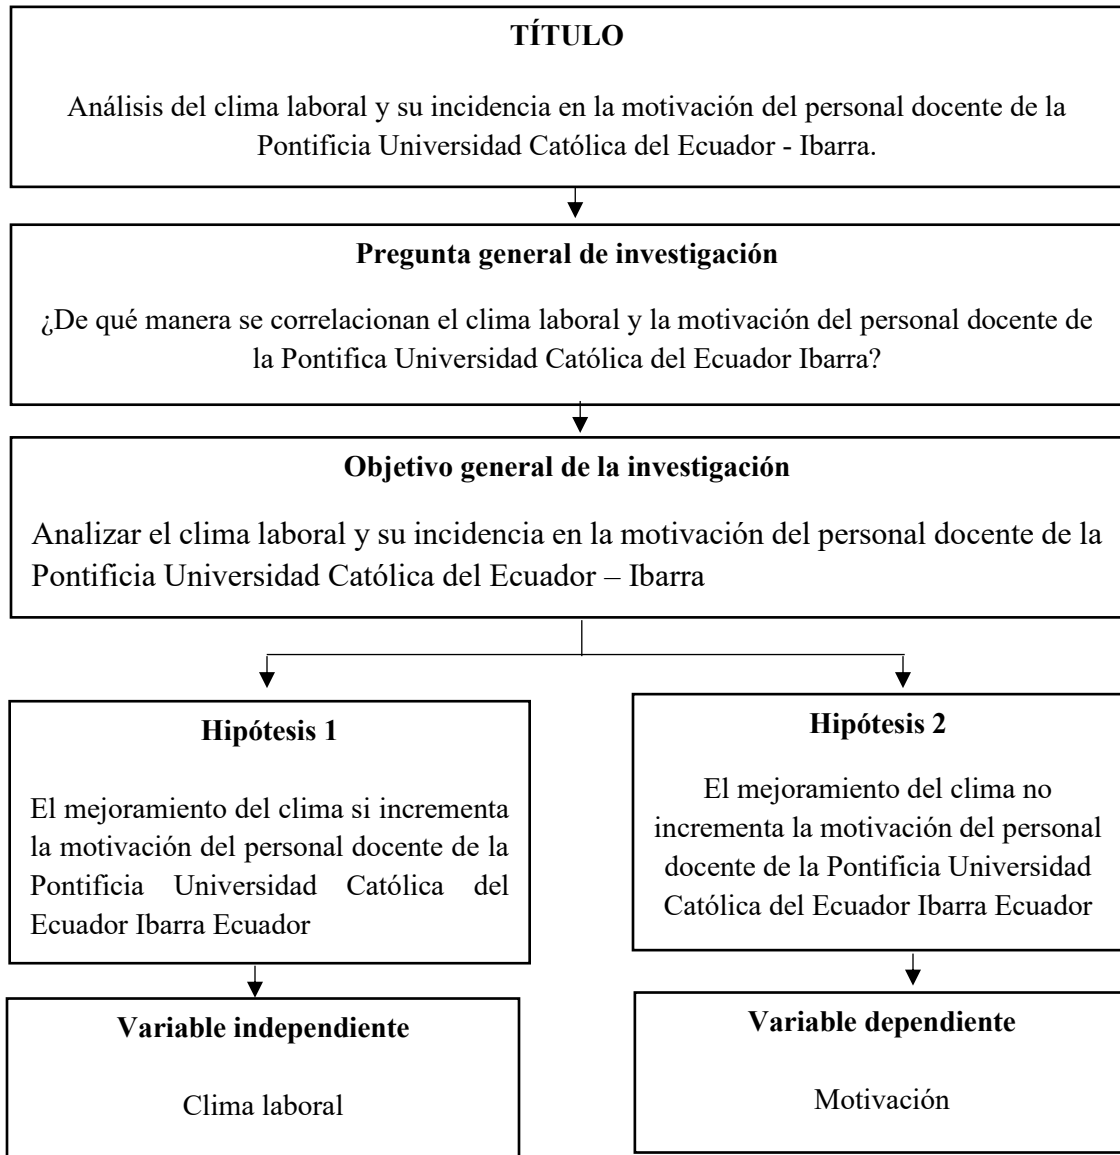 TÍTULO
Análisis del clima laboral y su incidencia en la motivación del personal docente de la
Pontificia Universidad Católica del Ecuador - Ibarra.
Pregunta general de investigación
¿De qué manera se correlacionan el clima laboral y la motivación del personal docente de
la Pontifica Universidad Católica del Ecuador Ibarra?
Objetivo general de la investigación
Analizar el clima laboral y su incidencia en la motivación del personal docente de la
Pontificia Universidad Católica del Ecuador – Ibarra
Hipótesis 1
El mejoramiento del clima si incrementa
la motivación del personal docente de la
Pontificia Universidad Católica del
Ecuador Ibarra Ecuador
Hipótesis 2
El mejoramiento del clima no
incrementa la motivación del personal
docente de la Pontificia Universidad
Católica del Ecuador Ibarra Ecuador
Variable independiente
Clima laboral
Variable dependiente
Motivación